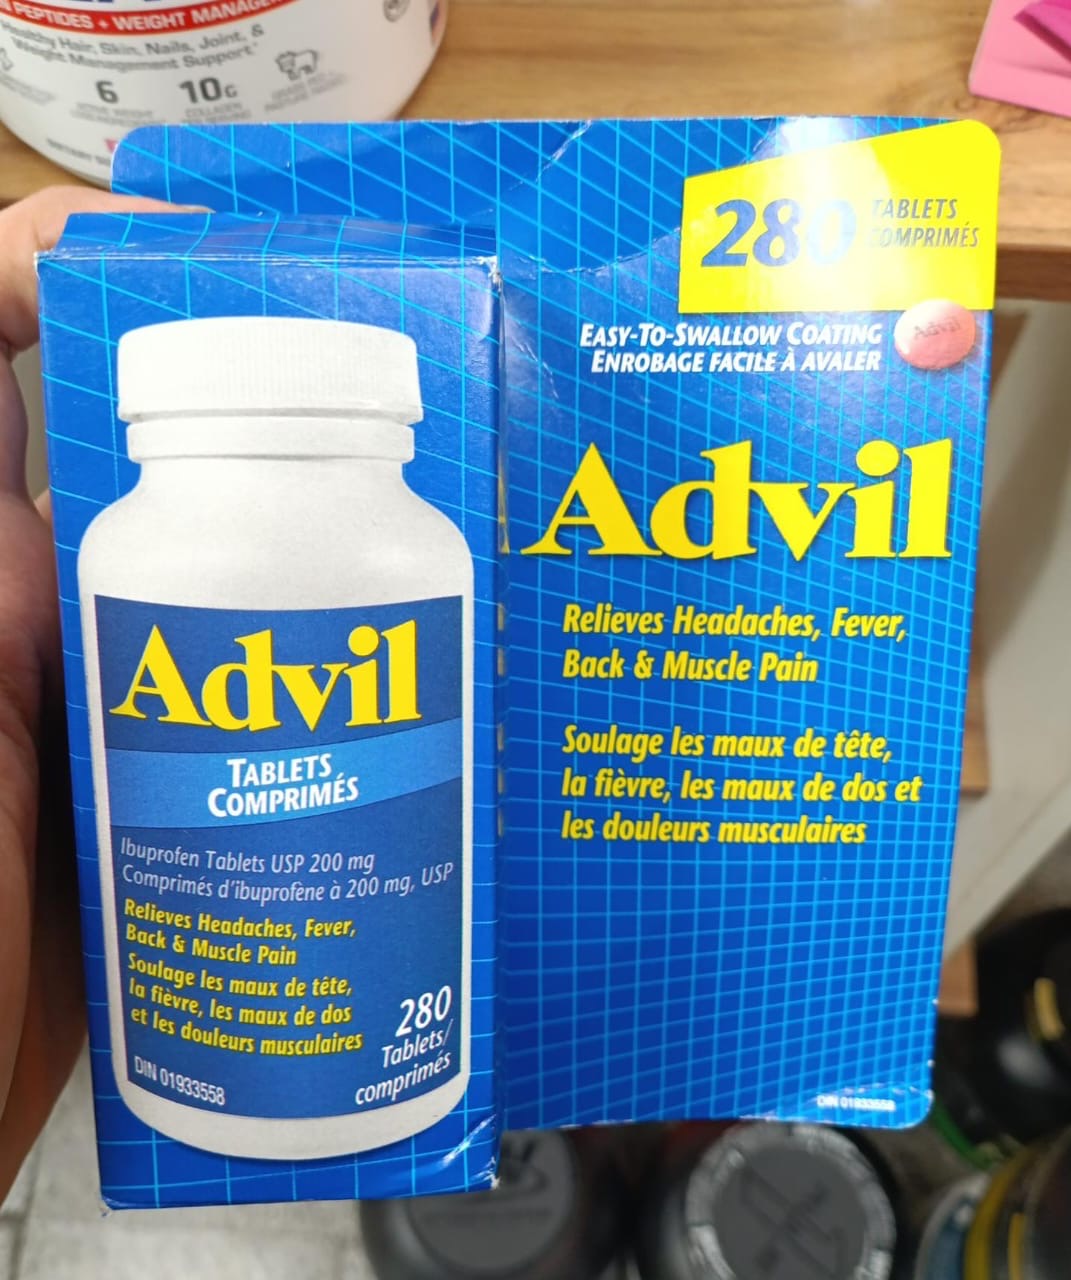 PEPTIDES + WEIGHT MANAGE
Healthy Hair, Skin, Nails, Joint, &
Weight Management Support.
6
10G
280 TABLETS
COMPRIMÉS
EASY-TO-SWALLOW COATING
ENROBAGE FACILE À AVALER
Advil
Advil
Relieves Headaches, Fever,
Back & Muscle Pain
Soulage les maux de tête,
la fièvre, les maux de dos et
les douleurs musculaires
DIN 01933558
Advil
TABLETS
COMPRIMÉS
Ibuprofen Tablets USP 200 mg
Comprimés d'ibuprofène à 200 mg, USP
Relieves Headaches, Fever,
Back & Muscle Pain
Soulage les maux de tête,
la fièvre, les maux de dos
et les douleurs musculaires
280
Tablets/
comprimés
DIN 01933558